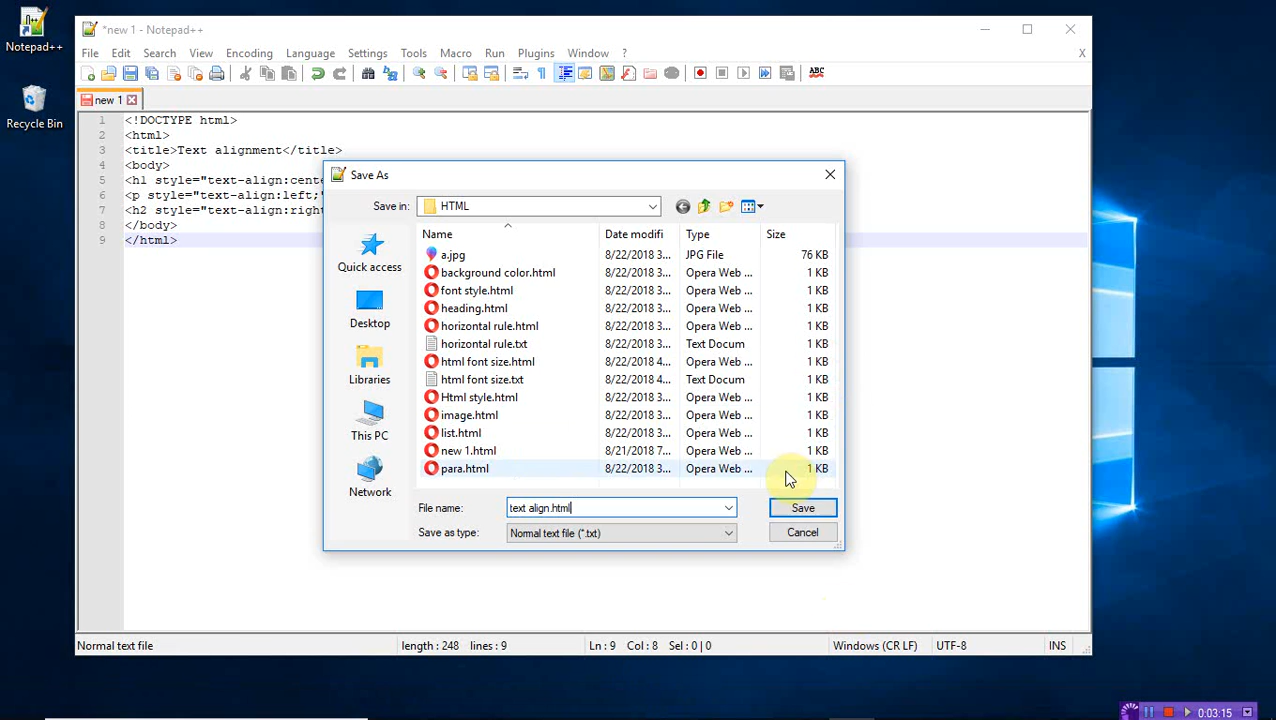 Notepad++
Recycle Bin
*new 1 - Notepad++
File Edit Search View Encoding Language Settings Tools Macro Run Plugins Window ? X
ABC
new 1
1 <!DOCTYPE html>
2 <html>
3 <title>Text alignment</title>
4 <body>
5 <h1 style="text-align:cente
6 <p style="text-align:left;"
7 <h2 style="text-align:right
8 </body>
9 </html>
Save As
Save in: HTML
Name Date modifi Type Size
a.jpg 8/22/2018 3... JPG File 76 KB
background color.html 8/22/2018 3... Opera Web ... 1 KB
font style.html 8/22/2018 3... Opera Web ... 1 KB
heading.html 8/22/2018 3... Opera Web ... 1 KB
horizontal rule.html 8/22/2018 3... Opera Web ... 1 KB
horizontal rule.txt 8/22/2018 3... Text Docum 1 KB
html font size.html 8/22/2018 4... Opera Web ... 1 KB
html font size.txt 8/22/2018 4... Text Docum 1 KB
Html style.html 8/22/2018 3... Opera Web ... 1 KB
image.html 8/22/2018 3... Opera Web ... 1 KB
list.html 8/22/2018 3... Opera Web ... 1 KB
new 1.html 8/21/2018 7... Opera Web ... 1 KB
para.html 8/22/2018 3... Opera Web ... 1 KB
Quick access
Desktop
Libraries
This PC
Network
File name: text align.html Save
Save as type: Normal text file (*.txt) Cancel
Normal text file length : 248 lines : 9 Ln : 9 Col : 8 Sel : 0 | 0 Windows (CR LF) UTF-8 INS
0:03:15